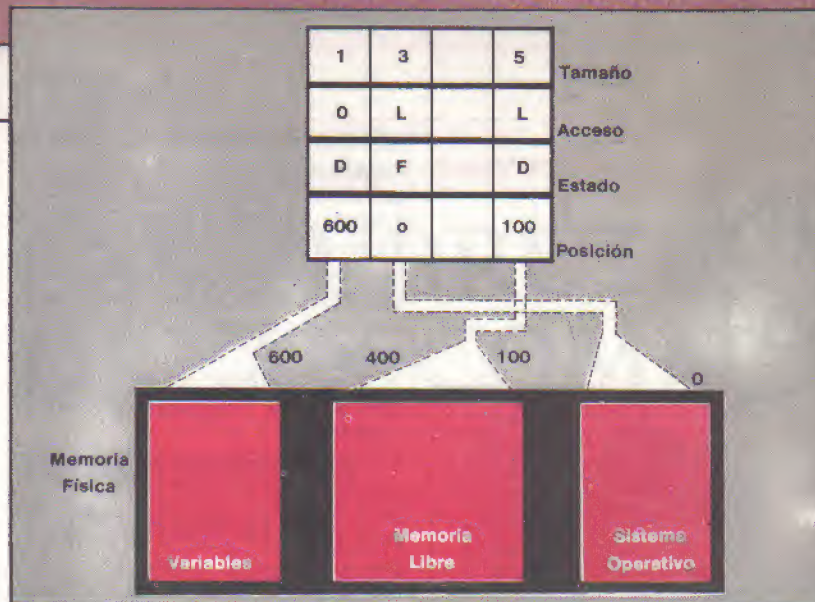 1 3 5 Tamaño
0 L L Acceso
D F D Estado
600 o 100 Posición
600 400 100 0
Memoria
Física
Variables
Memoria
Libre
Sistema
Operativo